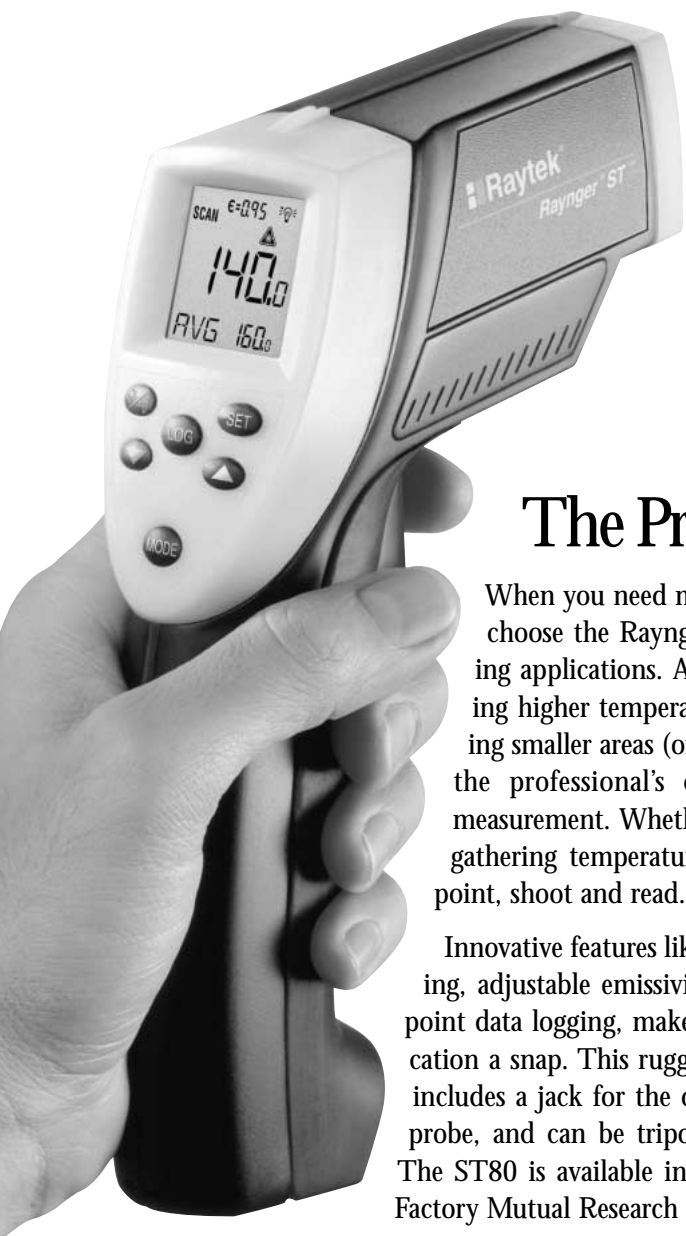 Raytek
Raynger ST
SCAN ε=0.95
140.0
AVG 160.0
LOG
SET
MODE
The Pr
When you need m
choose the Rayng
ing applications. A
ing higher tempera
ing smaller areas (o
the professional's
measurement. Wheth
gathering temperatur
point, shoot and read.
Innovative features lik
ing, adjustable emissivi
point data logging, make
cation a snap. This rugg
includes a jack for the
probe, and can be tripo
The ST80 is available in
Factory Mutual Research